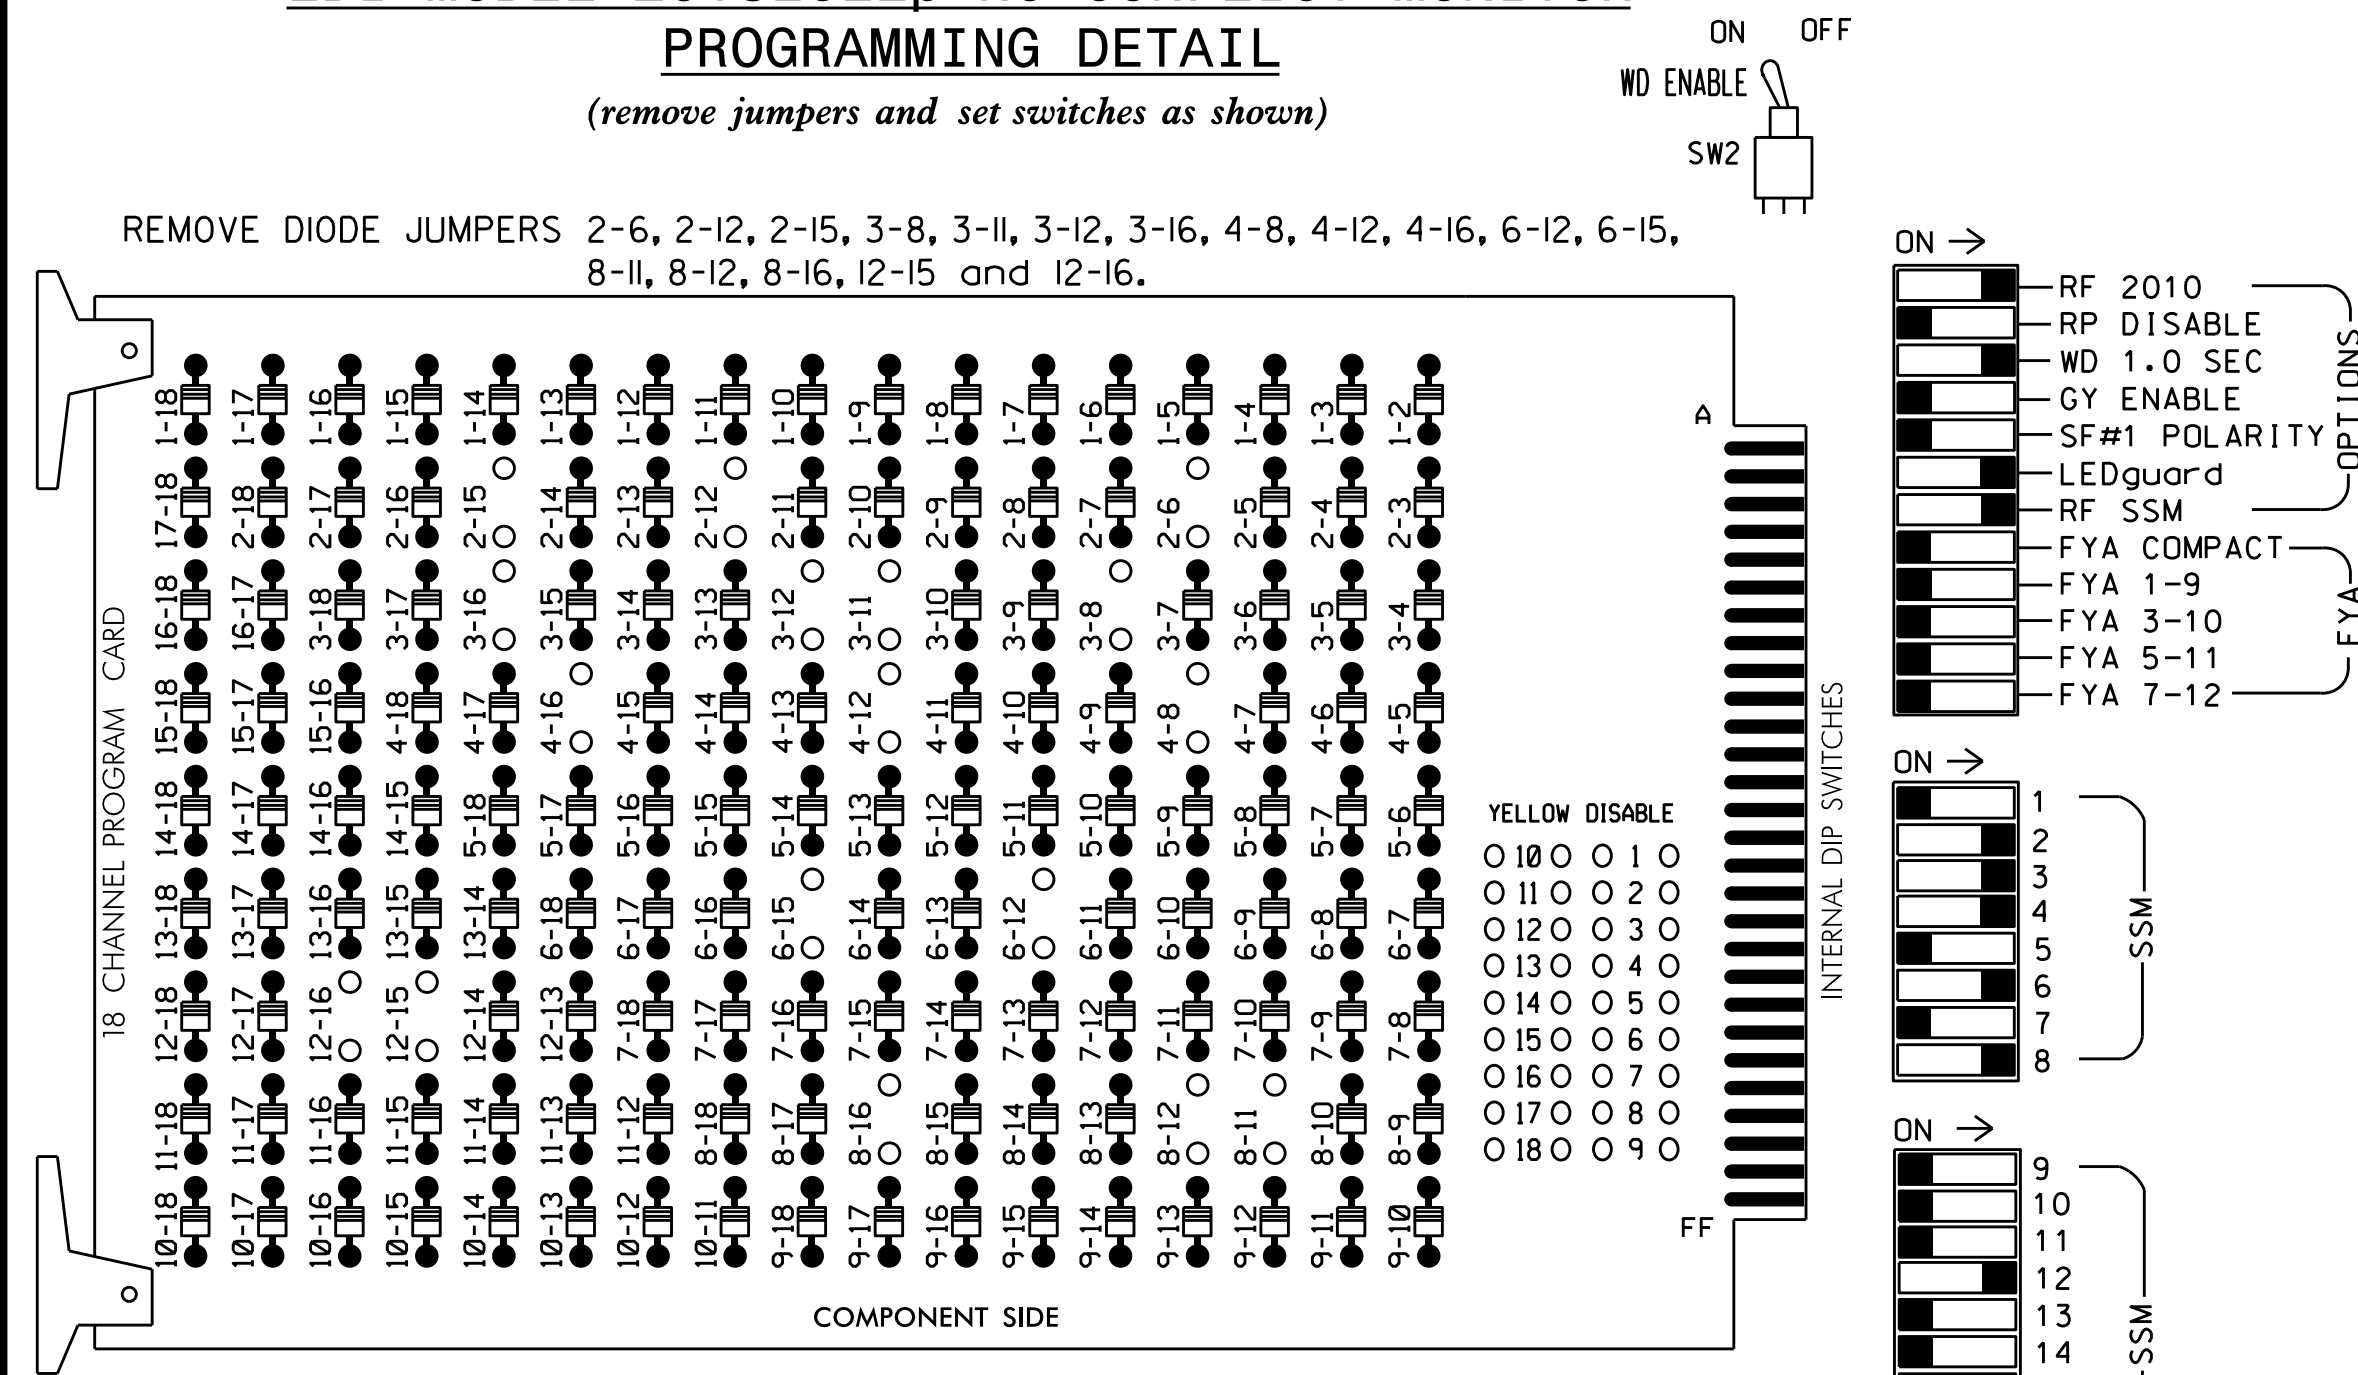 PROGRAMMING DETAIL
(remove jumpers and set switches as shown)
ON OFF
WD ENABLE
SW2
REMOVE DIODE JUMPERS 2-6, 2-12, 2-15, 3-8, 3-11, 3-12, 3-16, 4-8, 4-12, 4-16, 6-12, 6-15,
8-11, 8-12, 8-16, 12-15 and 12-16.
18 CHANNEL PROGRAM CARD
1-18 1-17 1-16 1-15 1-14 1-13 1-12 1-11 1-10 1-9 1-8 1-7 1-6 1-5 1-4 1-3 1-2
17-18 2-18 2-17 2-16 2-15 2-14 2-13 2-12 2-11 2-10 2-9 2-8 2-7 2-6 2-5 2-4 2-3
16-18 16-17 3-18 3-17 3-16 3-15 3-14 3-13 3-12 3-11 3-10 3-9 3-8 3-7 3-6 3-5 3-4
15-18 15-17 15-16 4-18 4-17 4-16 4-15 4-14 4-13 4-12 4-11 4-10 4-9 4-8 4-7 4-6 4-5
14-18 14-17 14-16 14-15 5-18 5-17 5-16 5-15 5-14 5-13 5-12 5-11 5-10 5-9 5-8 5-7 5-6
13-18 13-17 13-16 13-15 13-14 6-18 6-17 6-16 6-15 6-14 6-13 6-12 6-11 6-10 6-9 6-8 6-7
12-18 12-17 12-16 12-15 12-14 12-13 7-18 7-17 7-16 7-15 7-14 7-13 7-12 7-11 7-10 7-9 7-8
11-18 11-17 11-16 11-15 11-14 11-13 11-12 8-18 8-17 8-16 8-15 8-14 8-13 8-12 8-11 8-10 8-9
10-18 10-17 10-16 10-15 10-14 10-13 10-12 10-11 9-18 9-17 9-16 9-15 9-14 9-13 9-12 9-11 9-10
COMPONENT SIDE
A
FF
YELLOW DISABLE
10 1
11 2
12 3
13 4
14 5
15 6
16 7
17 8
18 9
INTERNAL DIP SWITCHES
ON →
RF 2010
RP DISABLE
WD 1.0 SEC
GY ENABLE
SF#1 POLARITY
LEDguard
RF SSM
FYA COMPACT
FYA 1-9
FYA 3-10
FYA 5-11
FYA 7-12
OPTIONS
FYA
ON →
1
2
3
4
5
6
7
8
SSM
ON →
9
10
11
12
13
14
SSM